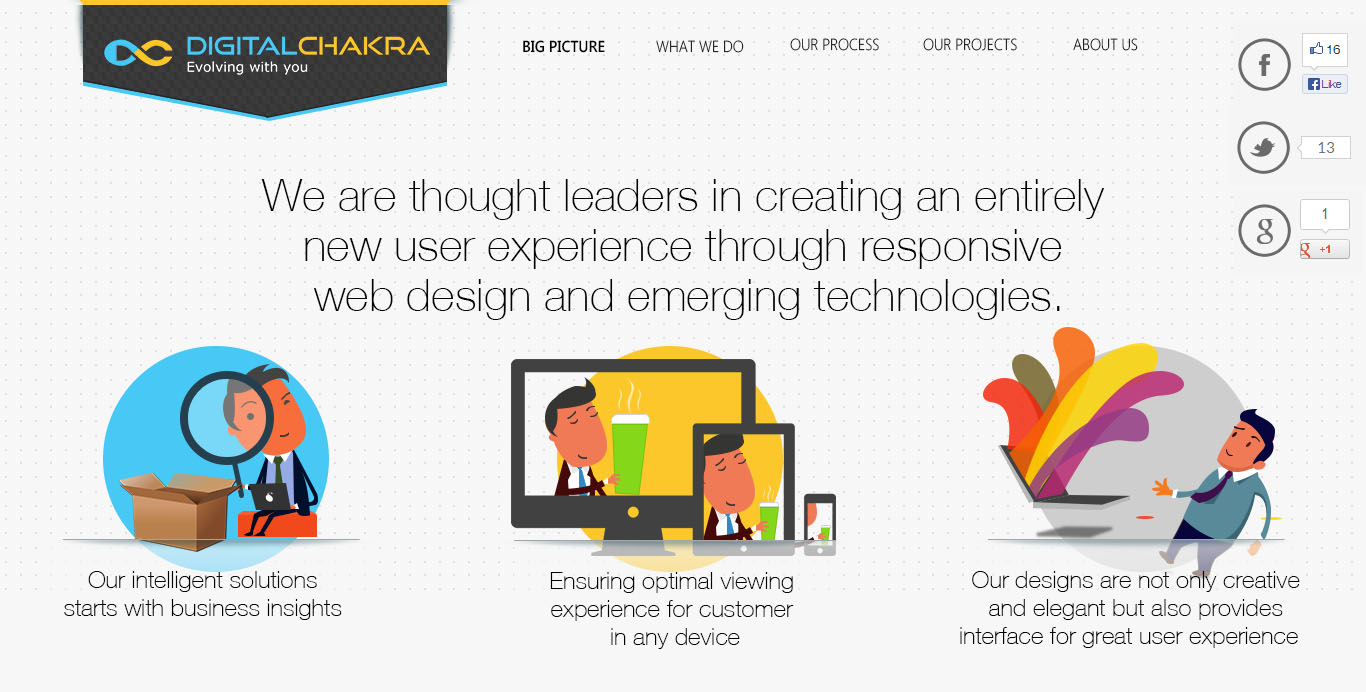 DIGITALCHAKRA
Evolving with you
BIG PICTURE
WHAT WE DO
OUR PROCESS
OUR PROJECTS
ABOUT US
f
16
f Like
13
g
1
g +1
We are thought leaders in creating an entirely
new user experience through responsive
web design and emerging technologies.
Our intelligent solutions
starts with business insights
Ensuring optimal viewing
experience for customer
in any device
Our designs are not only creative
and elegant but also provides
interface for great user experience